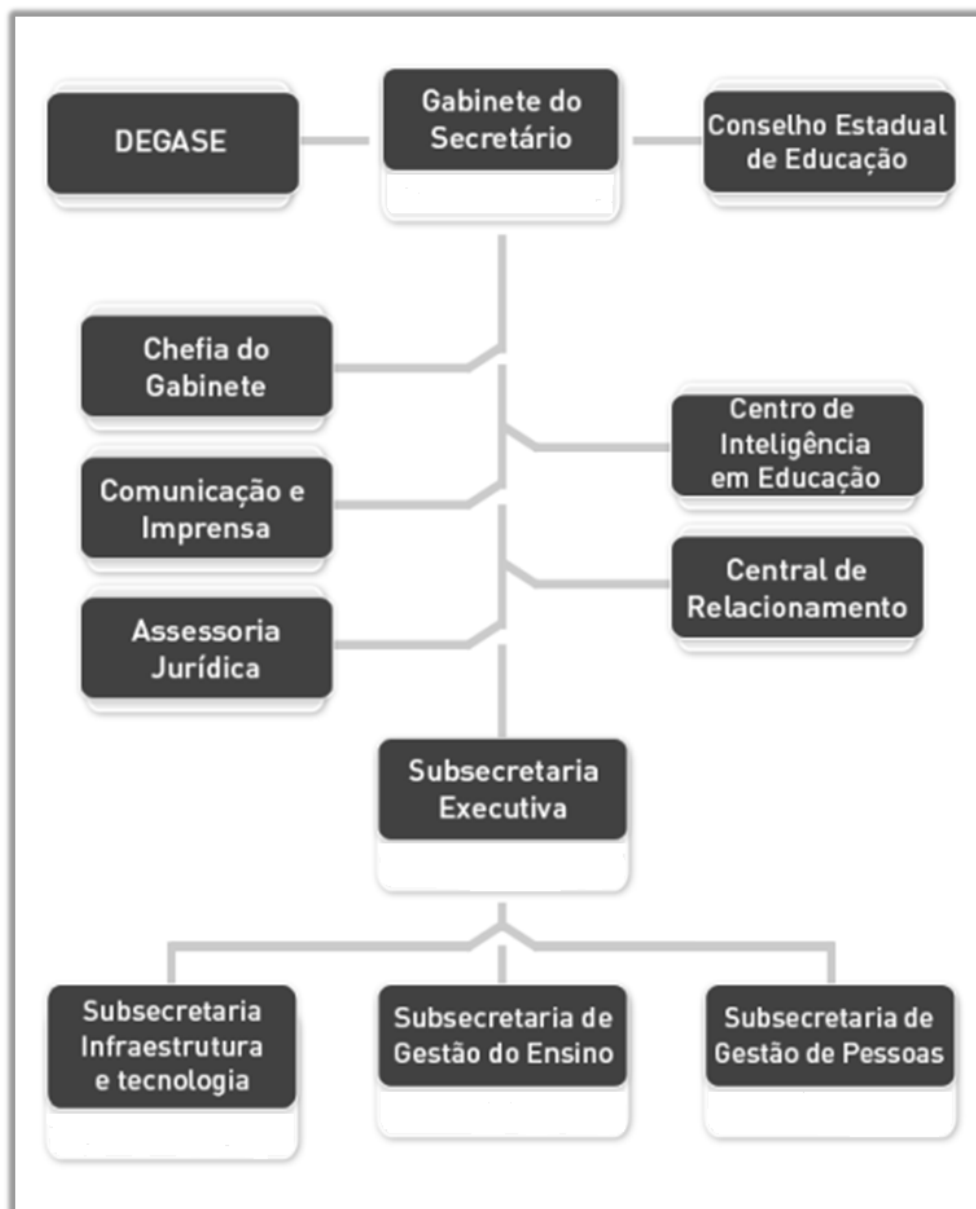 DEGASE
Gabinete do
Secretário
Conselho Estadual
de Educação
Chefia do
Gabinete
Centro de
Inteligência
em Educação
Comunicação e
Imprensa
Central de
Relacionamento
Assessoria
Jurídica
Subsecretaria
Executiva
Subsecretaria
Infraestrutura
e tecnologia
Subsecretaria de
Gestão do Ensino
Subsecretaria de
Gestão de Pessoas